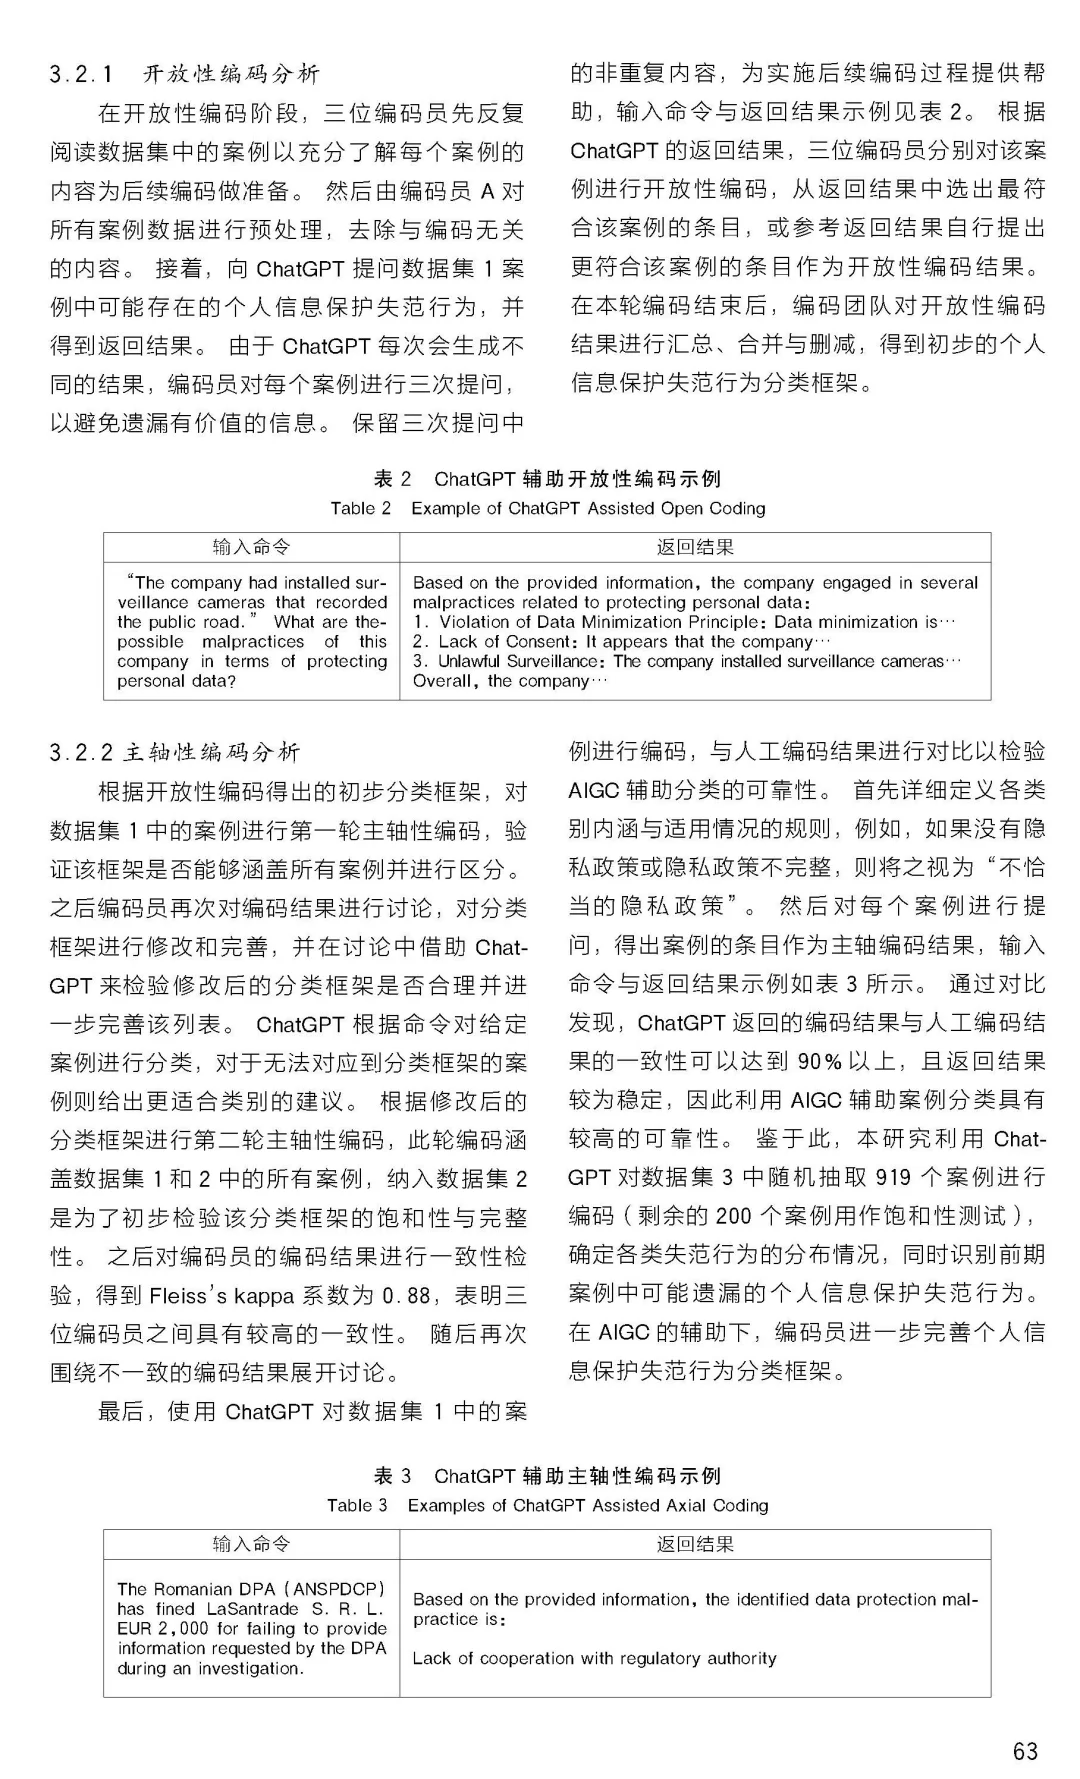 3.2.1 开放性编码分析
在开放性编码阶段，三位编码员先反复
阅读数据集中的案例以充分了解每个案例的
内容为后续编码做准备。 然后由编码员 A 对
所有案例数据进行预处理，去除与编码无关
的内容。 接着，向 ChatGPT 提问数据集 1 案
例中可能存在的个人信息保护失范行为，并
得到返回结果。 由于 ChatGPT 每次会生成不
同的结果，编码员对每个案例进行三次提问，
以避免遗漏有价值的信息。 保留三次提问中
的非重复内容，为实施后续编码过程提供帮
助，输入命令与返回结果示例见表 2。 根据
ChatGPT 的返回结果，三位编码员分别对该案
例进行开放性编码，从返回结果中选出最符
合该案例的条目，或参考返回结果自行提出
更符合该案例的条目作为开放性编码结果。
在本轮编码结束后，编码团队对开放性编码
结果进行汇总、合并与删减，得到初步的个人
信息保护失范行为分类框架。
表 2 ChatGPT 辅助开放性编码示例
Table 2 Example of ChatGPT Assisted Open Coding
输入命令
返回结果
“The company had installed sur-
veillance cameras that recorded
the public road.” What are the-
possible malpractices of this
company in terms of protecting
personal data?
Based on the provided information, the company engaged in several
malpractices related to protecting personal data:
1. Violation of Data Minimization Principle: Data minimization is…
2. Lack of Consent: It appears that the company…
3. Unlawful Surveillance: The company installed surveillance cameras…
Overall, the company…
3.2.2 主轴性编码分析
根据开放性编码得出的初步分类框架，对
数据集 1 中的案例进行第一轮主轴性编码，验
证该框架是否能够涵盖所有案例并进行区分。
之后编码员再次对编码结果进行讨论，对分类
框架进行修改和完善，并在讨论中借助 Chat-
GPT 来检验修改后的分类框架是否合理并进
一步完善该列表。 ChatGPT 根据命令对给定
案例进行分类，对于无法对应到分类框架的案
例则给出更适合类别的建议。 根据修改后的
分类框架进行第二轮主轴性编码，此轮编码涵
盖数据集 1 和 2 中的所有案例，纳入数据集 2
是为了初步检验该分类框架的饱和性与完整
性。 之后对编码员的编码结果进行一致性检
验，得到 Fleiss’s kappa 系数为 0.88，表明三
位编码员之间具有较高的一致性。 随后再次
围绕不一致的编码结果展开讨论。
最后，使用 ChatGPT 对数据集 1 中的案
例进行编码，与人工编码结果进行对比以检验
AIGC 辅助分类的可靠性。 首先详细定义各类
别内涵与适用情况的规则，例如，如果没有隐
私政策或隐私政策不完整，则将之视为“不恰
当的隐私政策”。 然后对每个案例进行提
问，得出案例的条目作为主轴编码结果，输入
命令与返回结果示例如表 3 所示。 通过对比
发现，ChatGPT 返回的编码结果与人工编码结
果的一致性可以达到 90%以上，且返回结果
较为稳定，因此利用 AIGC 辅助案例分类具有
较高的可靠性。 鉴于此，本研究利用 Chat-
GPT 对数据集 3 中随机抽取 919 个案例进行
编码（剩余的 200 个案例用作饱和性测试），
确定各类失范行为的分布情况，同时识别前期
案例中可能遗漏的个人信息保护失范行为。
在 AIGC 的辅助下，编码员进一步完善个人信
息保护失范行为分类框架。
表 3 ChatGPT 辅助主轴性编码示例
Table 3 Examples of ChatGPT Assisted Axial Coding
输入命令
返回结果
The Romanian DPA (ANSPDCP)
has fined LaSantrade S. R. L.
EUR 2,000 for failing to provide
information requested by the DPA
during an investigation.
Based on the provided information, the identified data protection mal-
practice is:
Lack of cooperation with regulatory authority
63